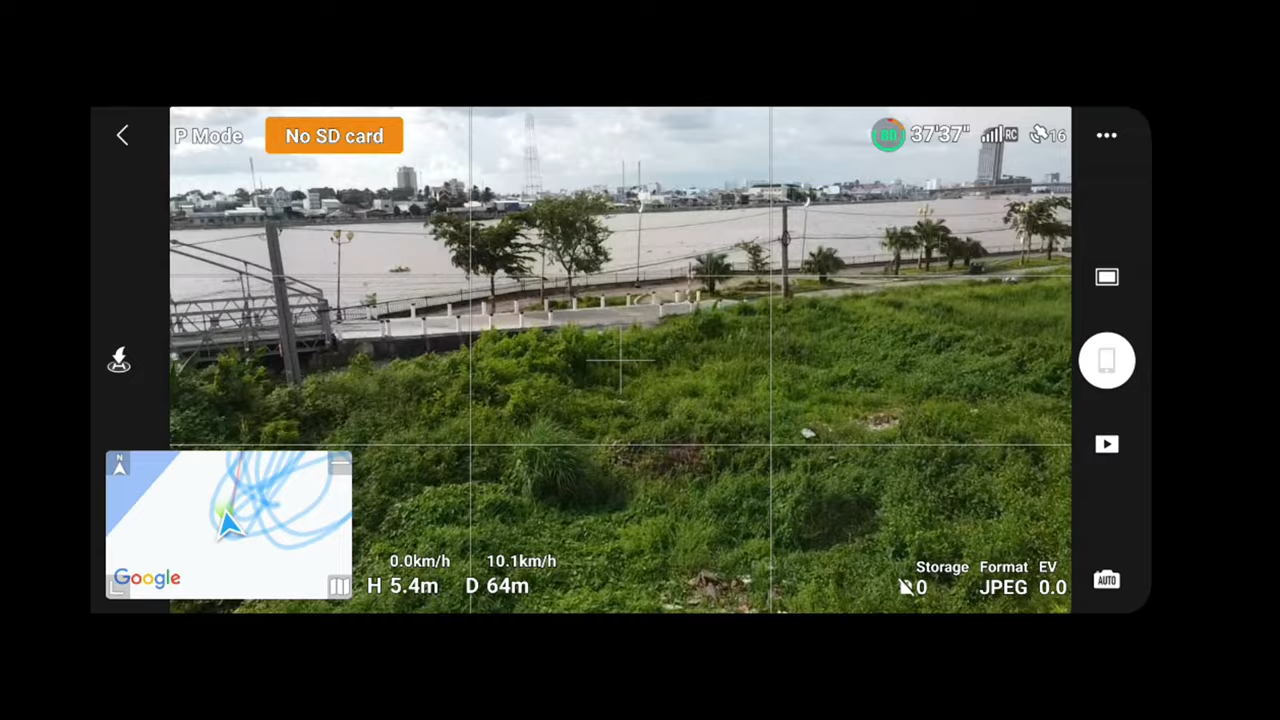 P Mode
No SD card
80
37'37"
RC
16
N
Google
0.0km/h 10.1km/h
H 5.4m D 64m
Storage Format EV
0 JPEG 0.0
AUTO